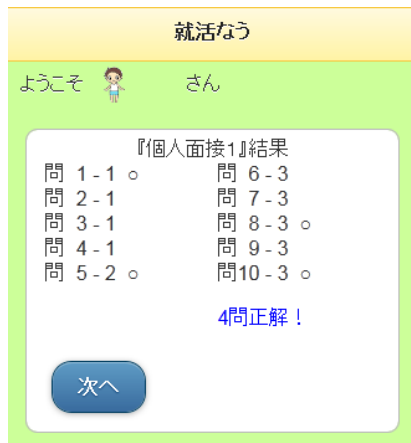 就活なう
ようこそ さん
『個人面接1』結果
問 1 - 1 ○ 問 6 - 3
問 2 - 1 問 7 - 3
問 3 - 1 問 8 - 3 ○
問 4 - 1 問 9 - 3
問 5 - 2 ○ 問10 - 3 ○
4問正解！
次へ